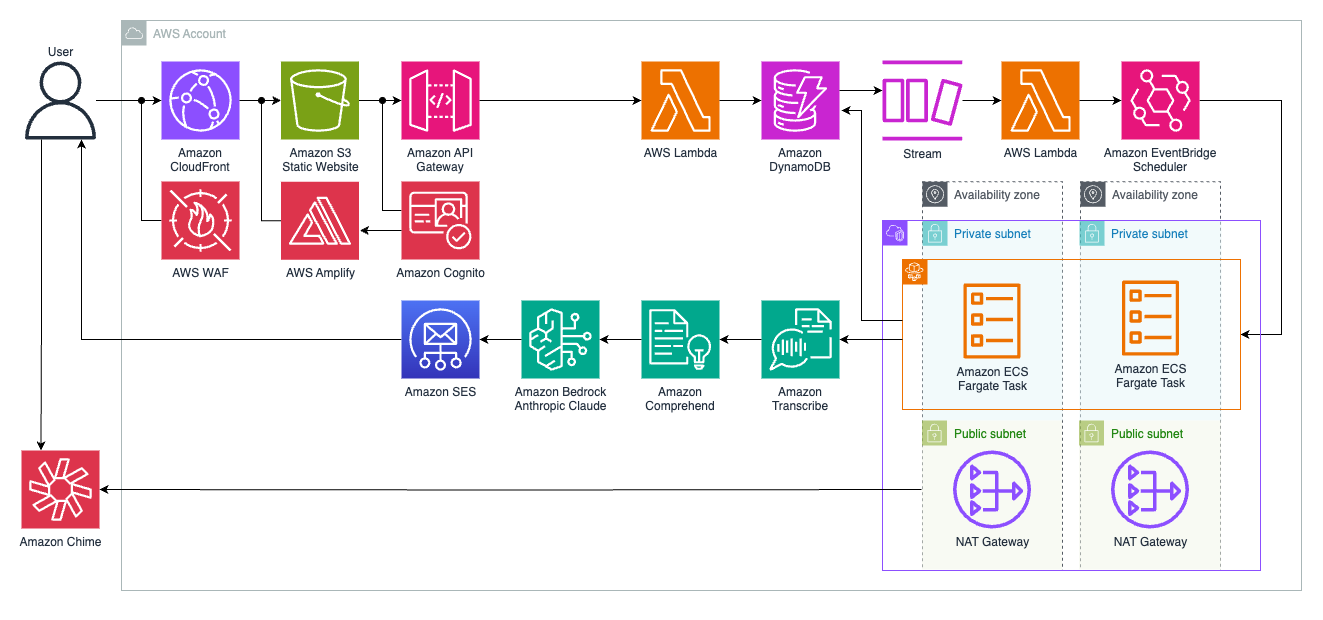 User
AWS Account
Amazon
CloudFront
Amazon S3
Static Website
</>
Amazon API
Gateway
AWS Lambda
Amazon
DynamoDB
Stream
AWS Lambda
Amazon EventBridge
Scheduler
AWS WAF
AWS Amplify
Amazon Cognito
Availability zone
Availability zone
Private subnet
Private subnet
Amazon ECS
Fargate Task
Amazon ECS
Fargate Task
Amazon SES
Amazon Bedrock
Anthropic Claude
Amazon
Comprehend
Amazon
Transcribe
Public subnet
Public subnet
NAT Gateway
NAT Gateway
Amazon Chime